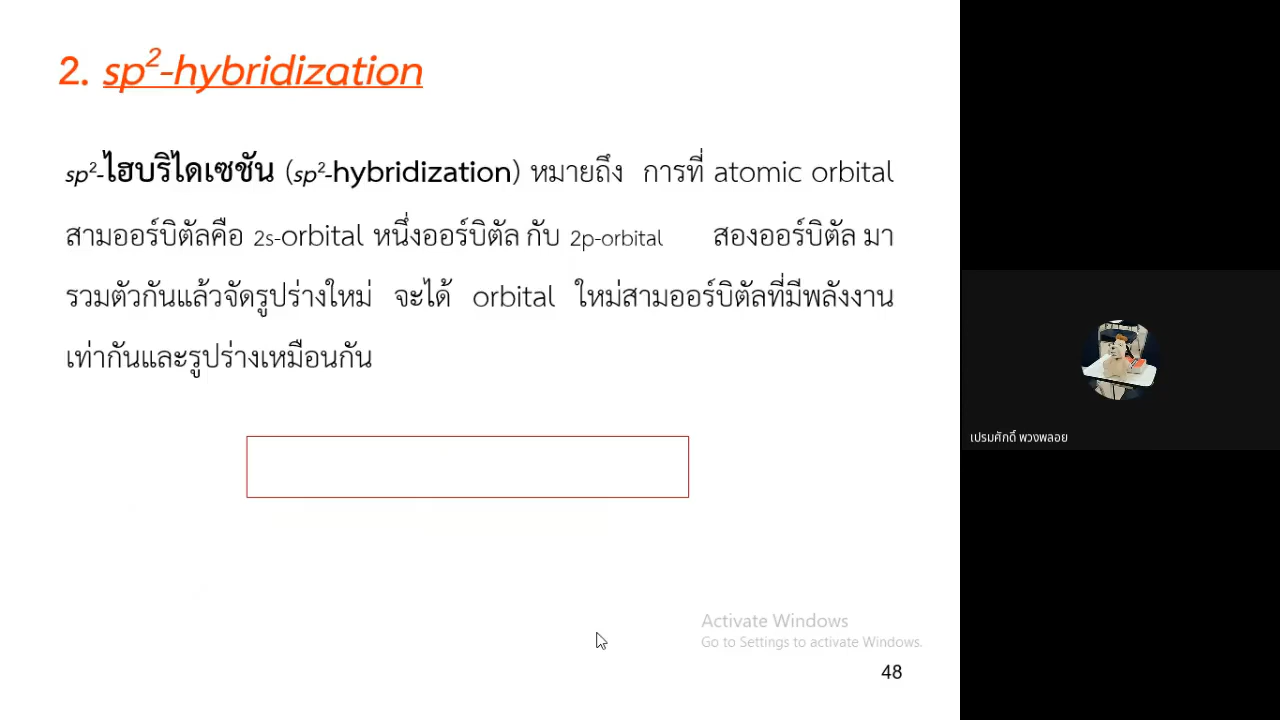 2. sp²-hybridization
sp²-ไฮบริไดเซชัน (sp²-hybridization) หมายถึง การที่ atomic orbital
สามออร์บิตัลคือ 2s-orbital หนึ่งออร์บิตัล กับ 2p-orbital สองออร์บิตัล มา
รวมตัวกันแล้วจัดรูปร่างใหม่ จะได้ orbital ใหม่สามออร์บิตัลที่มีพลังงาน
เท่ากันและรูปร่างเหมือนกัน
เปรมศักดิ์ พวงพลอย
Activate Windows
Go to Settings to activate Windows.
48